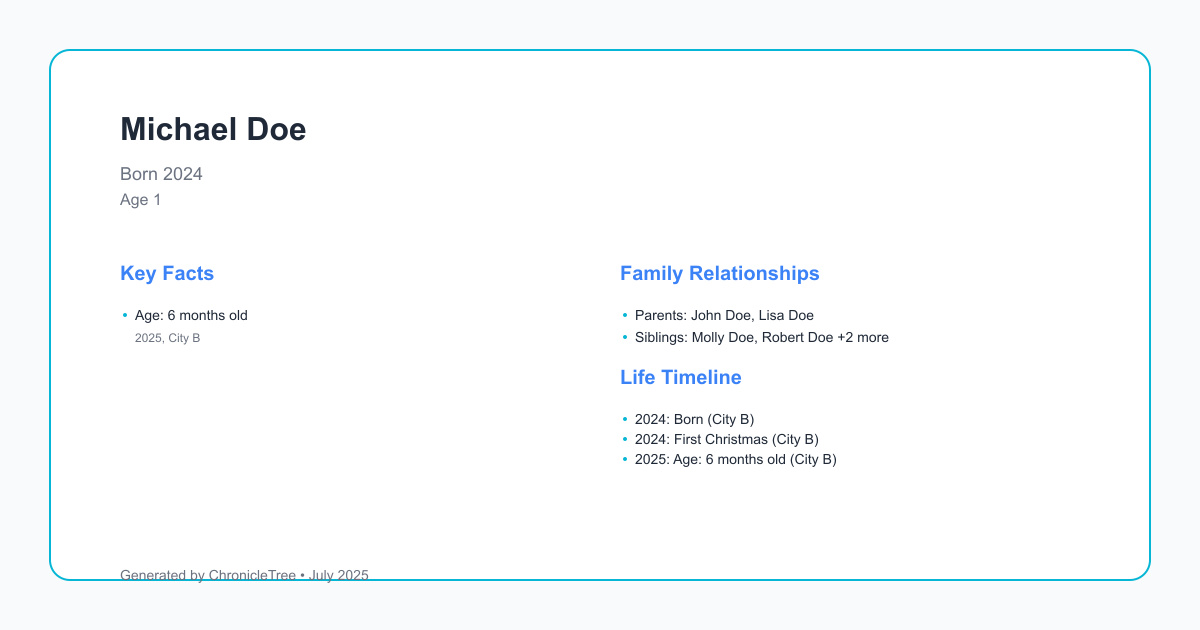 Michael Doe
Born 2024
Age 1
Key Facts
• Age: 6 months old
2025, City B
Family Relationships
• Parents: John Doe, Lisa Doe
• Siblings: Molly Doe, Robert Doe +2 more
Life Timeline
• 2024: Born (City B)
• 2024: First Christmas (City B)
• 2025: Age: 6 months old (City B)
Generated by ChronicleTree • July 2025